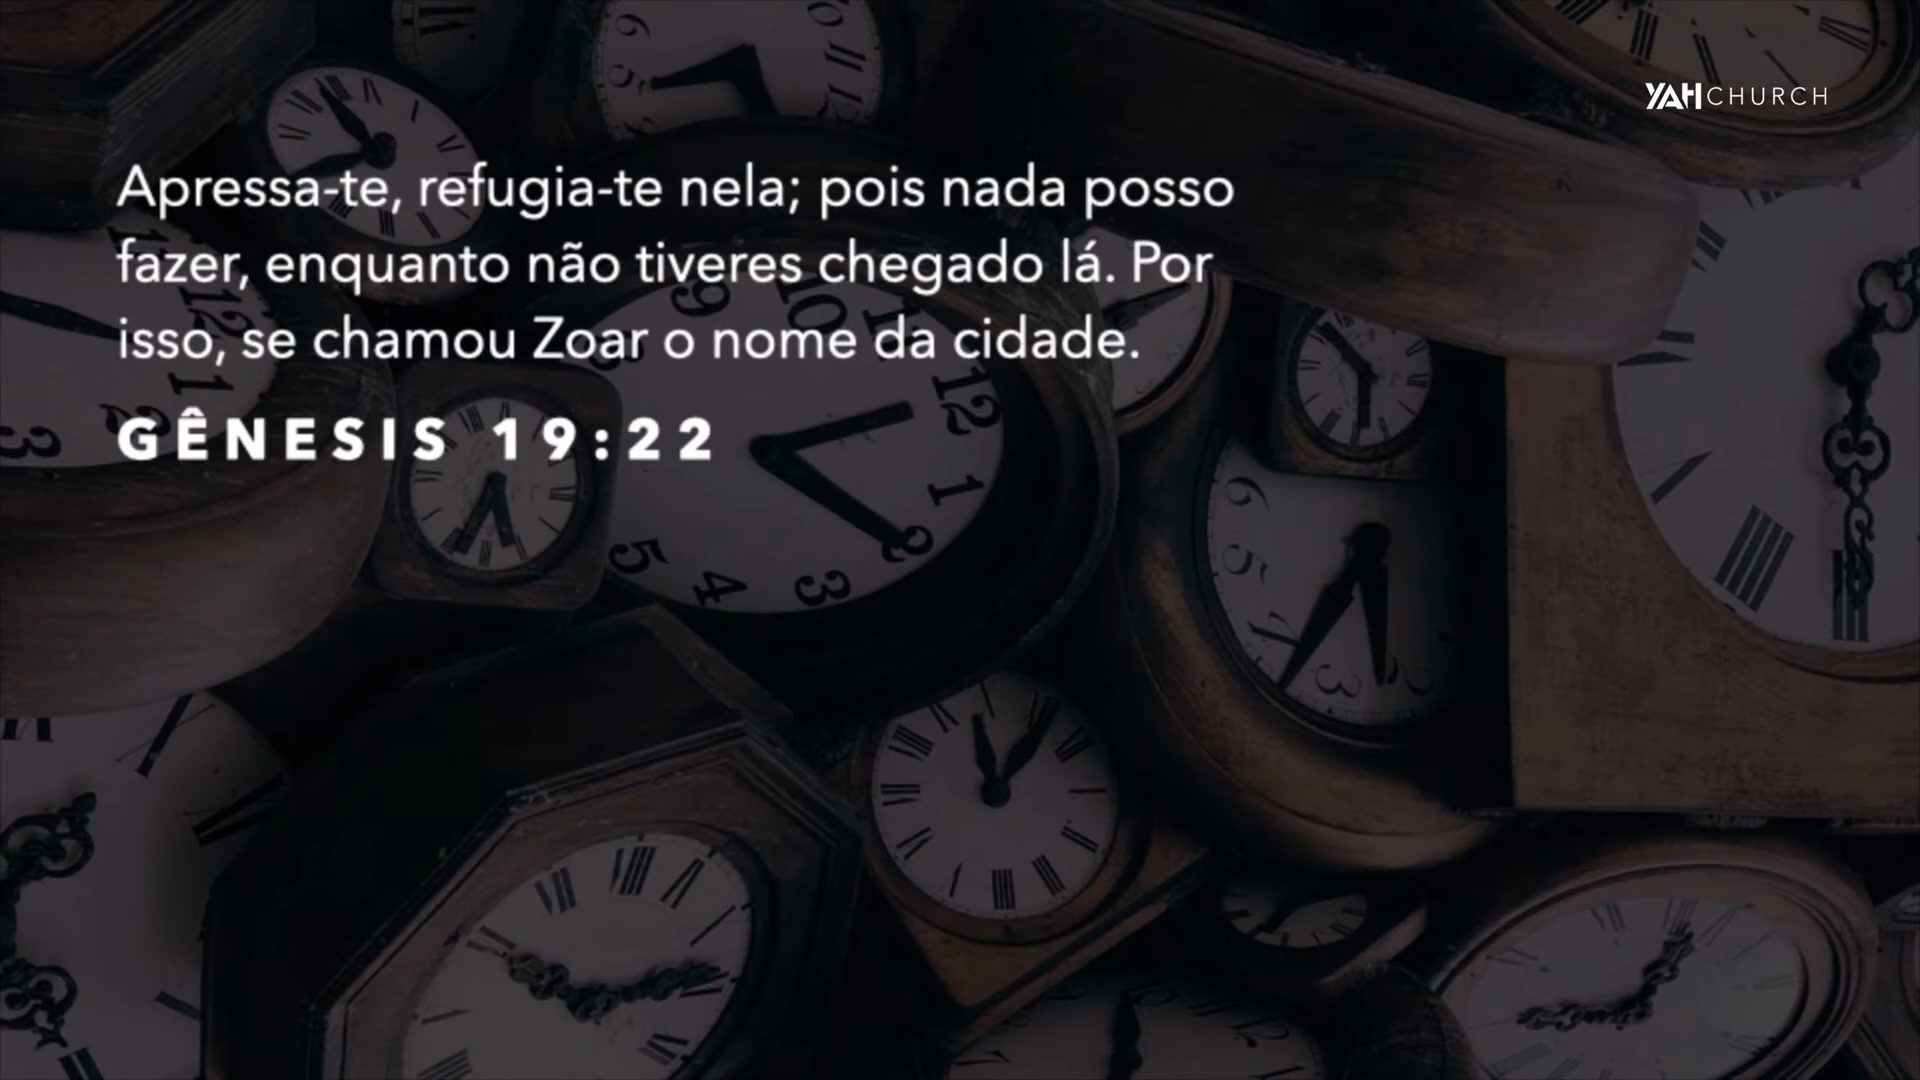 YAHCHURCH
Apressa-te, refugia-te nela; pois nada posso
fazer, enquanto não tiveres chegado lá. Por
isso, se chamou Zoar o nome da cidade.
GÊNESIS 19:22